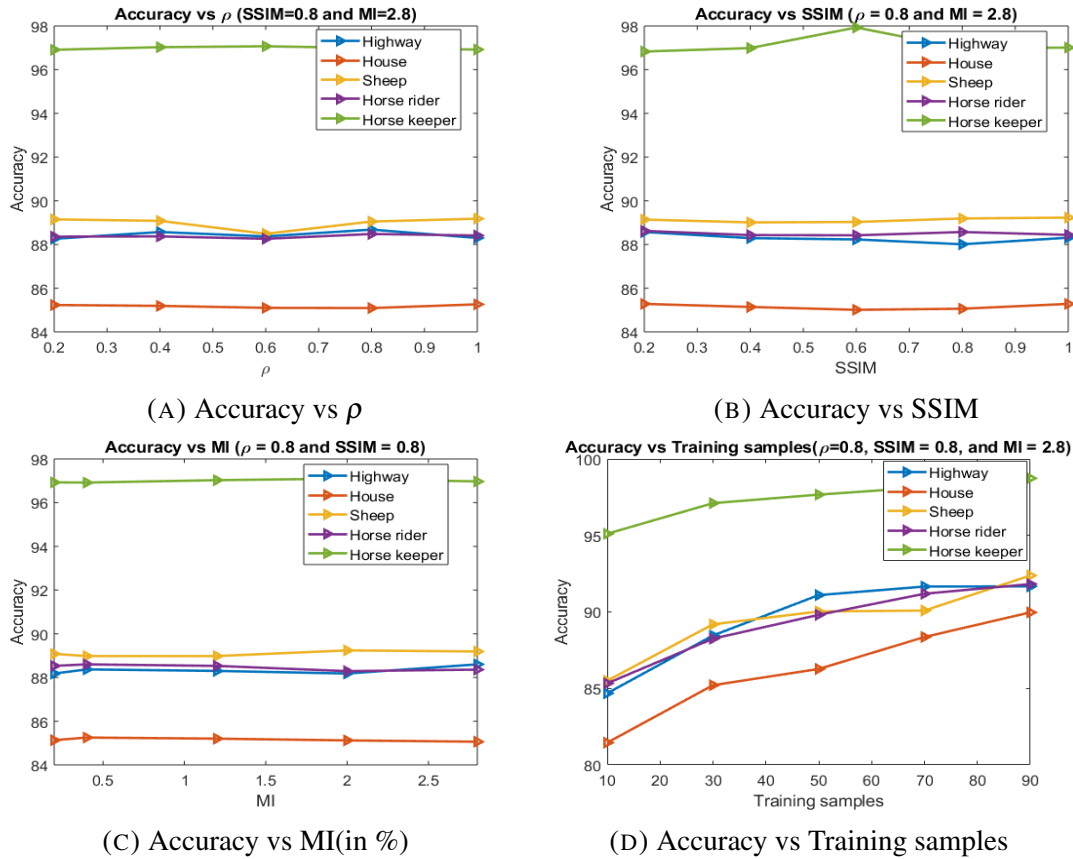 Accuracy vs ρ (SSIM=0.8 and MI=2.8)
98
96
94
92
90
88
86
84
Accuracy
0.2 0.3 0.4 0.5 0.6 0.7 0.8 0.9 1
ρ
Highway
House
Sheep
Horse rider
Horse keeper
(A) Accuracy vs ρ
Accuracy vs SSIM (ρ = 0.8 and MI = 2.8)
98
96
94
92
90
88
86
84
Accuracy
0.2 0.3 0.4 0.5 0.6 0.7 0.8 0.9 1
SSIM
Highway
House
Sheep
Horse rider
Horse keeper
(B) Accuracy vs SSIM
Accuracy vs MI (ρ = 0.8 and SSIM = 0.8)
98
96
94
92
90
88
86
84
Accuracy
0.5 1 1.5 2 2.5
MI
Highway
House
Sheep
Horse rider
Horse keeper
(C) Accuracy vs MI(in %)
Accuracy vs Training samples(ρ=0.8, SSIM = 0.8, and MI = 2.8)
100
95
90
85
80
Accuracy
10 20 30 40 50 60 70 80 90
Training samples
Highway
House
Sheep
Horse rider
Horse keeper
(D) Accuracy vs Training samples